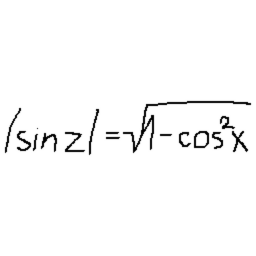 |sin z| = √1-cos²x